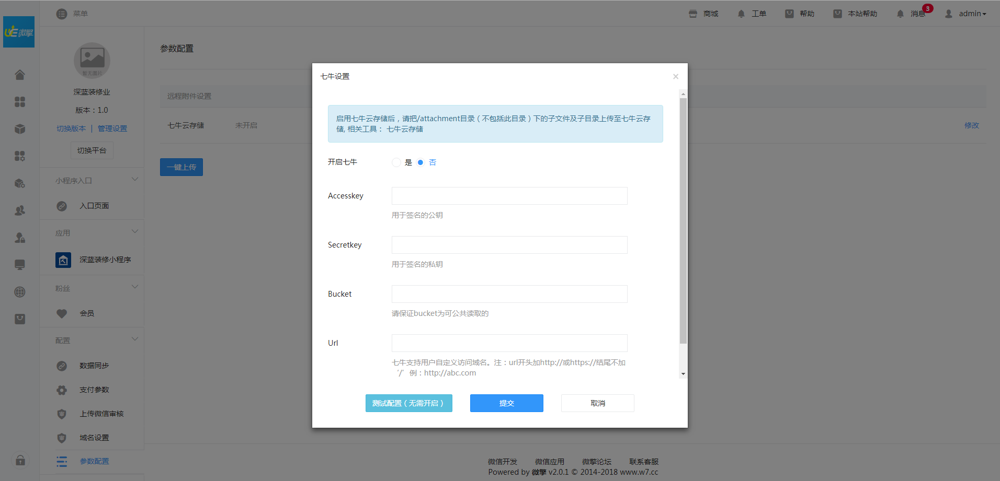 菜单
商城
工单
帮助
本站帮助
消息
3
admin
WE微擎
暂无图片
深蓝装修业
版本：1.0
切换版本 | 管理设置
切换平台
小程序入口
入口页面
应用
深蓝装修小程序
粉丝
会员
配置
数据同步
支付参数
审
上传微信审核
审
域名设置
参数配置
参数配置
远程附件设置
七牛云存储
未开启
修改
一键上传
七牛设置
×
启用七牛云存储后，请把/attachment目录（不包括此目录）下的子文件及子目录上传至七牛云存
储, 相关工具： 七牛云存储
开启七牛
是
否
Accesskey
用于签名的公钥
Secretkey
用于签名的私钥
Bucket
请保证bucket为可公共读取的
Url
七牛支持用户自定义访问域名。注：url开头加http://或https://结尾不加
‘/’ 例：http://abc.com
测试配置（无需开启）
提交
取消
微信开发 微信应用 微擎论坛 联系客服
Powered by 微擎 v2.0.1 © 2014-2018 www.w7.cc